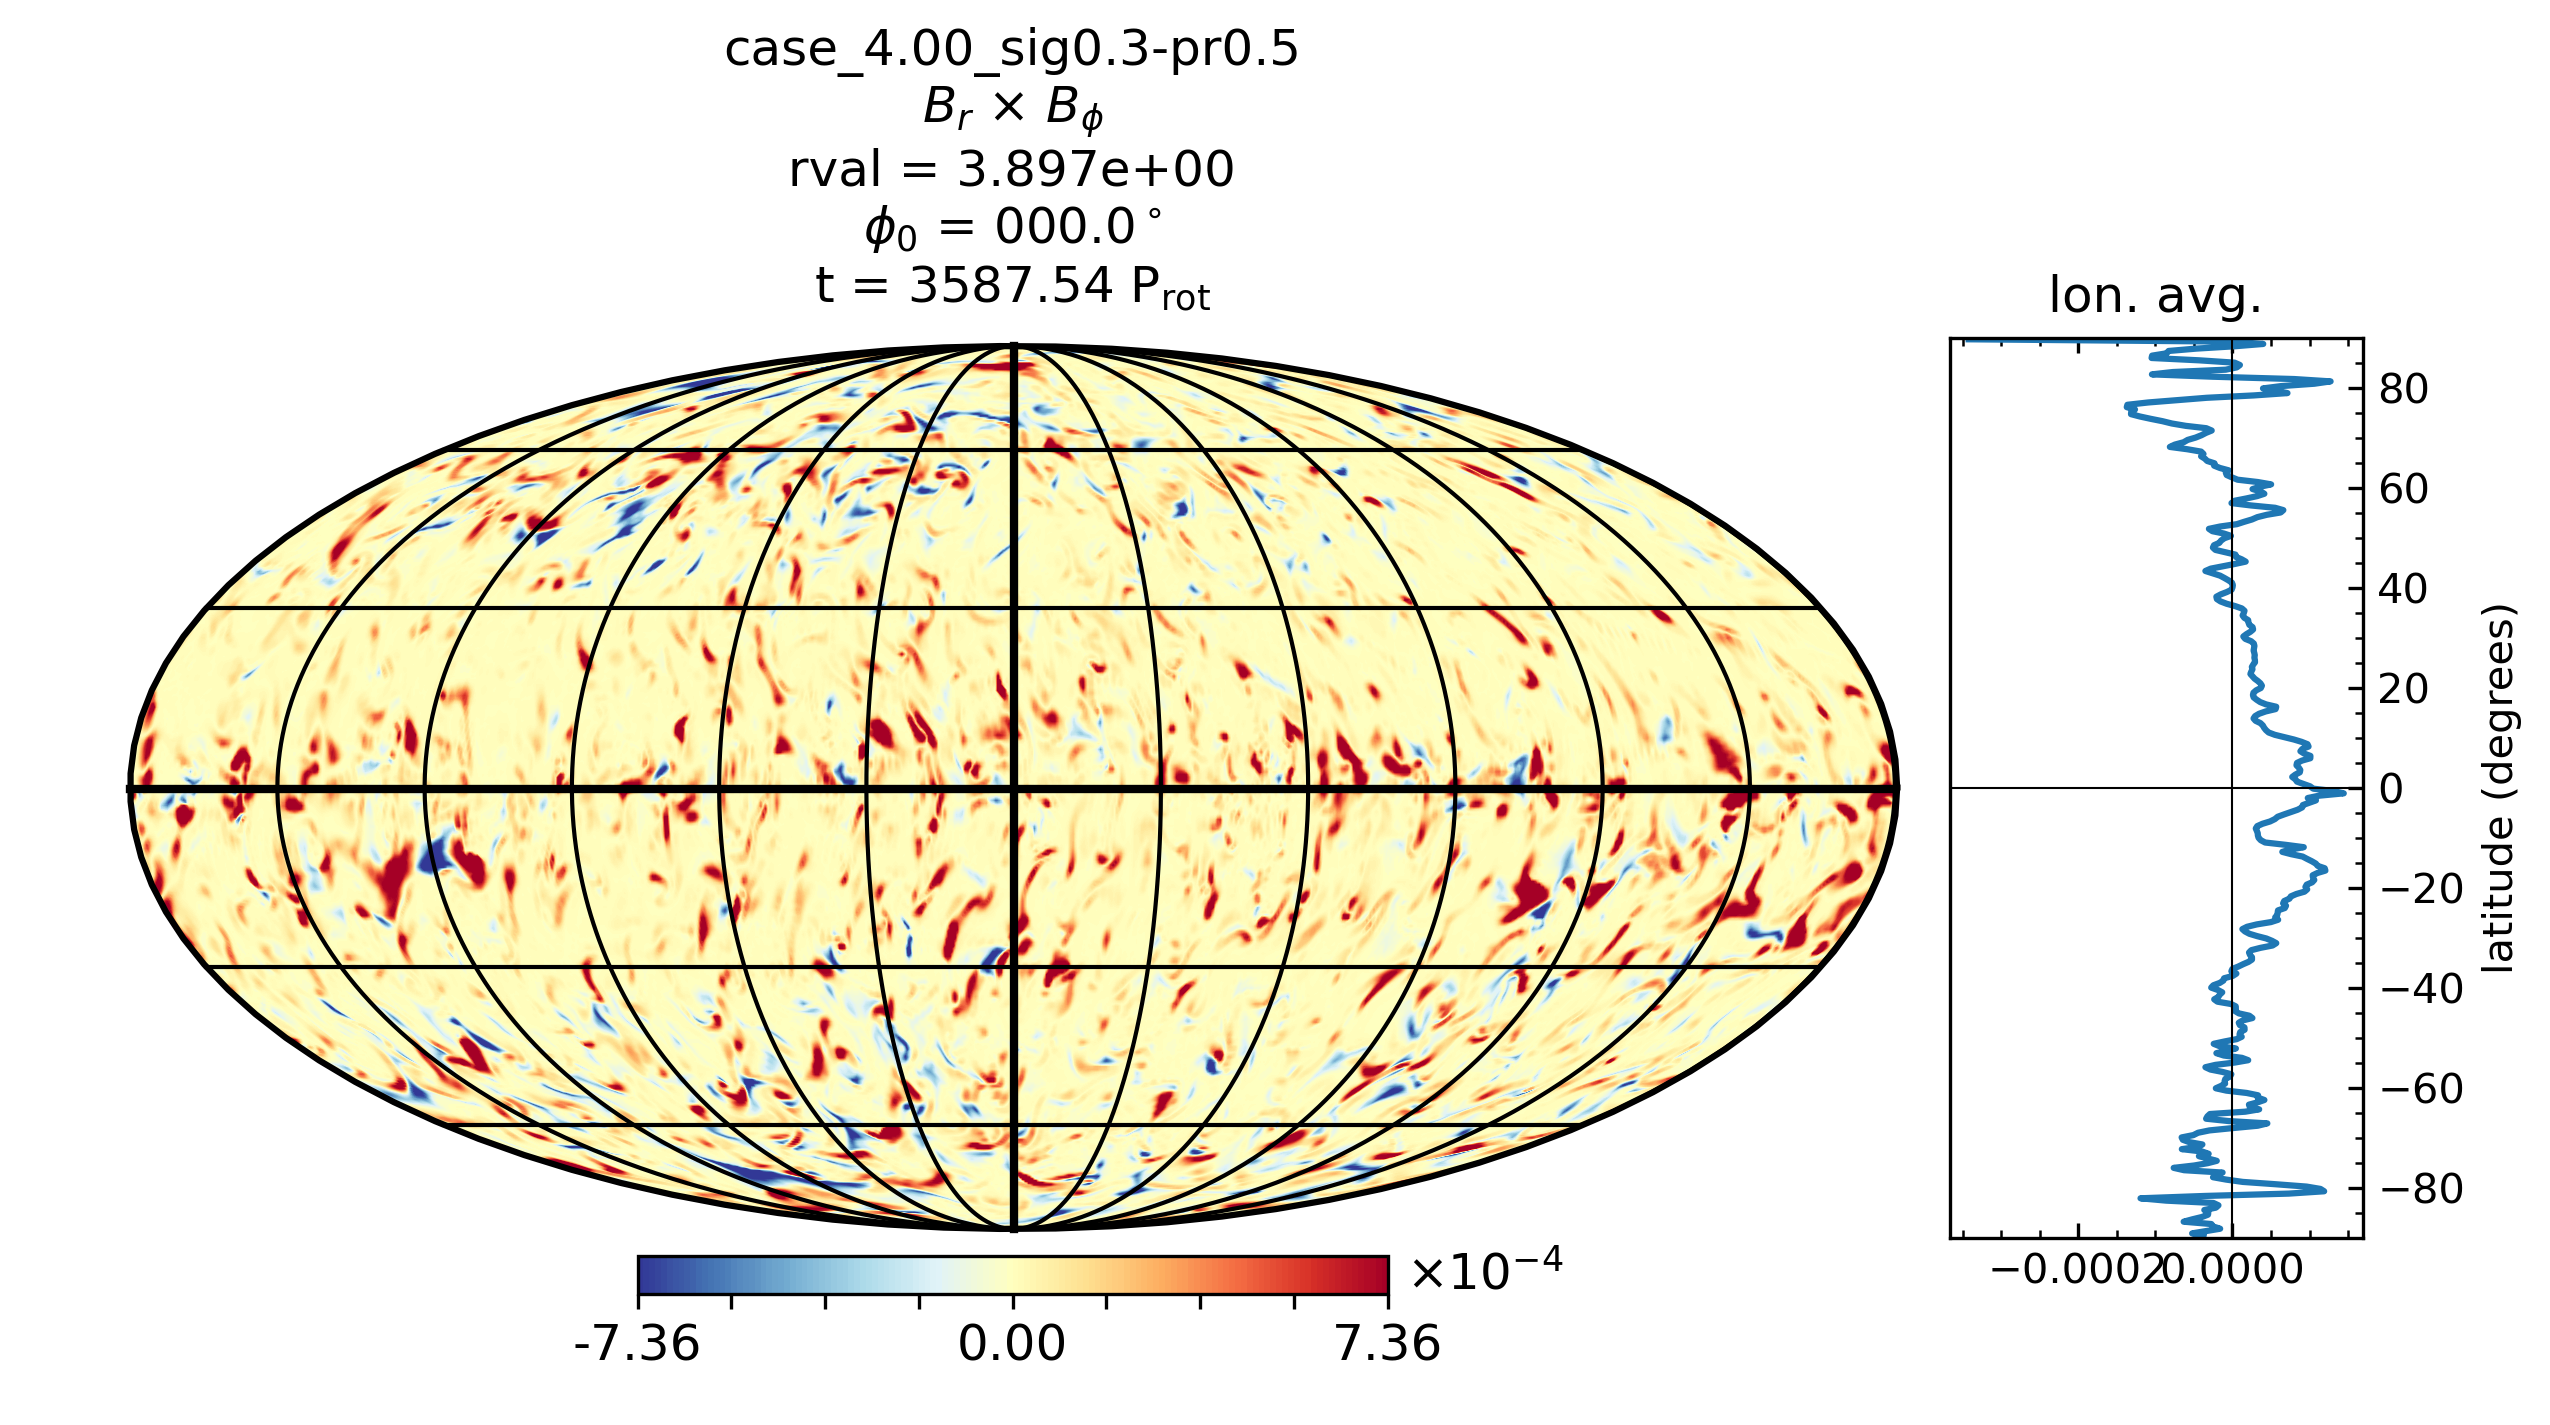 case_4.00_sig0.3-pr0.5
B_r × B_ϕ
rval = 3.897e+00
ϕ_0 = 000.0°
t = 3587.54 P_rot
lon. avg.
80
60
40
20
0
−20
−40
−60
−80
latitude (degrees)
−0.0002 0.0000
×10^−4
-7.36 0.00 7.36